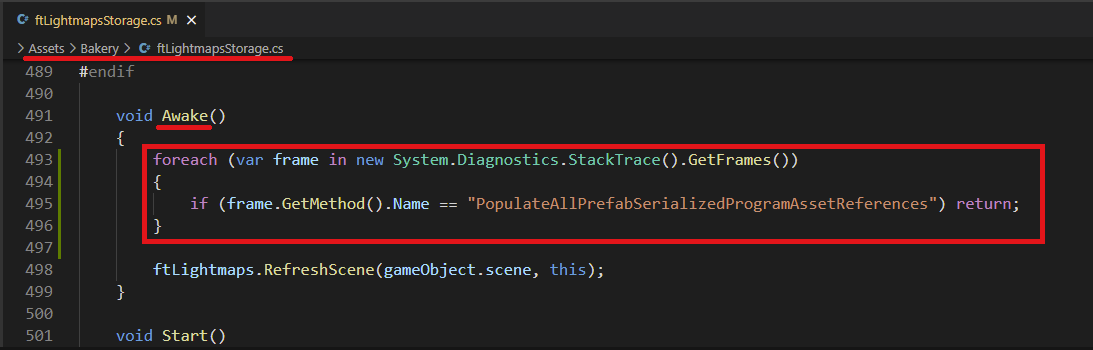 ftLightmapsStorage.cs M ×
> Assets > Bakery > ftLightmapsStorage.cs
489 #endif
490
491 void Awake()
492 {
493 foreach (var frame in new System.Diagnostics.StackTrace().GetFrames())
494 {
495 if (frame.GetMethod().Name == "PopulateAllPrefabSerializedProgramAssetReferences") return;
496 }
497
498 ftLightmaps.RefreshScene(gameObject.scene, this);
499 }
500
501 void Start()